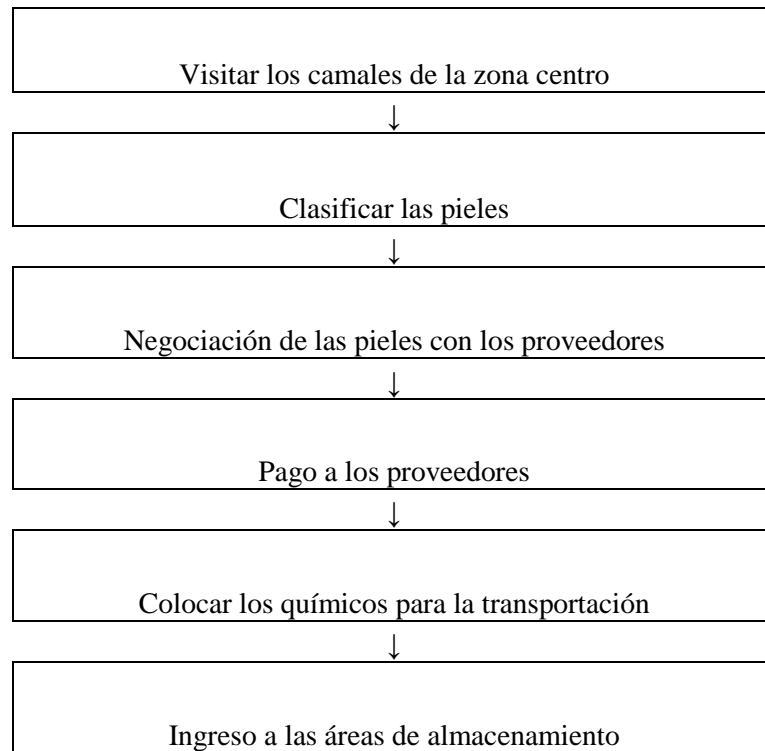 Visitar los camales de la zona centro
↓
Clasificar las pieles
↓
Negociación de las pieles con los proveedores
↓
Pago a los proveedores
↓
Colocar los químicos para la transportación
↓
Ingreso a las áreas de almacenamiento